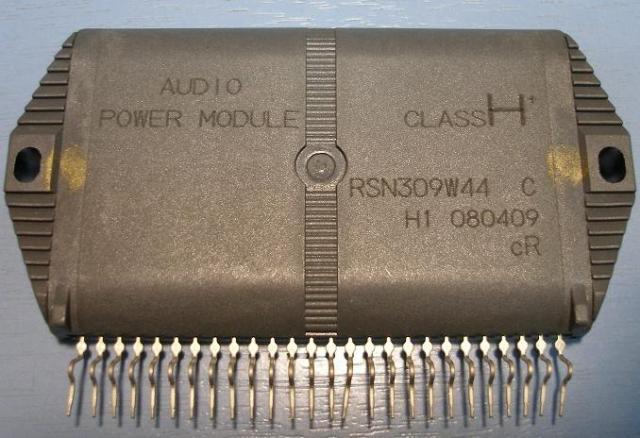 AUDIO
POWER MODULE
CLASS H+
RSN309W44 C
H1 080409
cR